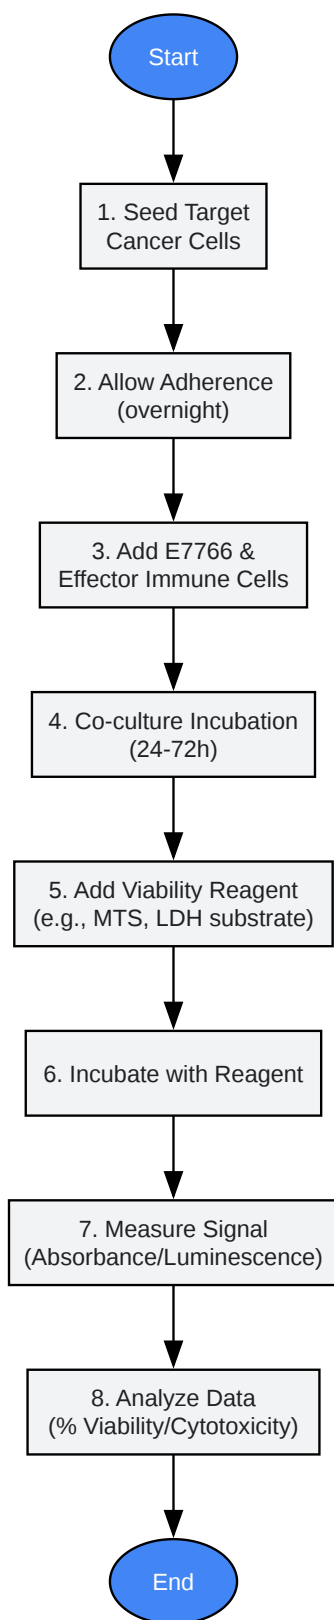 Start
1. Seed Target
Cancer Cells
2. Allow Adherence
(overnight)
3. Add E7766 &
Effector Immune Cells
4. Co-culture Incubation
(24-72h)
5. Add Viability Reagent
(e.g., MTS, LDH substrate)
6. Incubate with Reagent
7. Measure Signal
(Absorbance/Luminescence)
8. Analyze Data
(% Viability/Cytotoxicity)
End